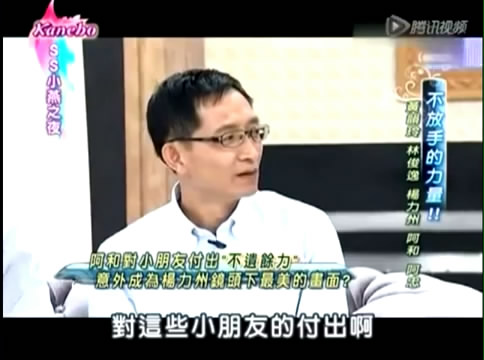 Kanebo
SS小燕之夜
腾讯视频
不放手的力量!!
黃韻玲 林俊逸 楊力州 阿和 阿忠
阿和對小朋友付出"不遺餘力"
意外成為楊力州鏡頭下最美的畫面?
對這些小朋友的付出啊